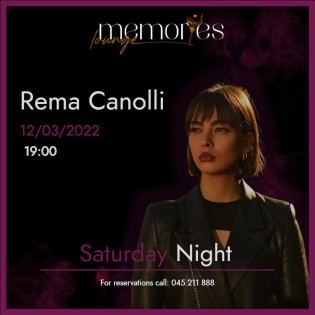 memories
lounge
Rema Canolli
12/03/2022
19:00
Saturday Night
For reservations call: 045 211 888